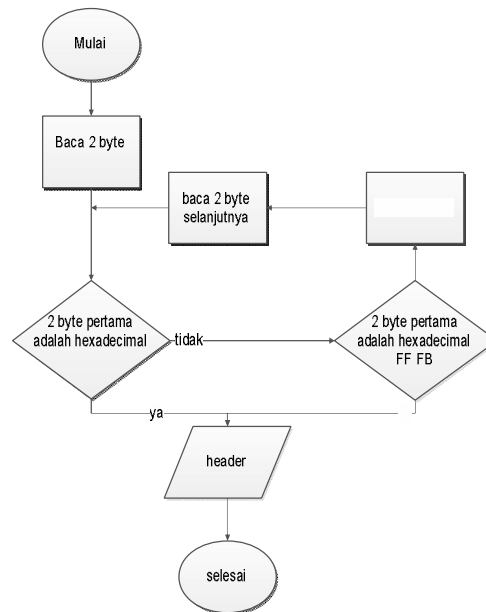 Mulai
Baca 2 byte
baca 2 byte
selanjutnya
2 byte pertama
adalah hexadecimal
tidak
2 byte pertama
adalah hexadecimal
FF FB
ya
header
selesai